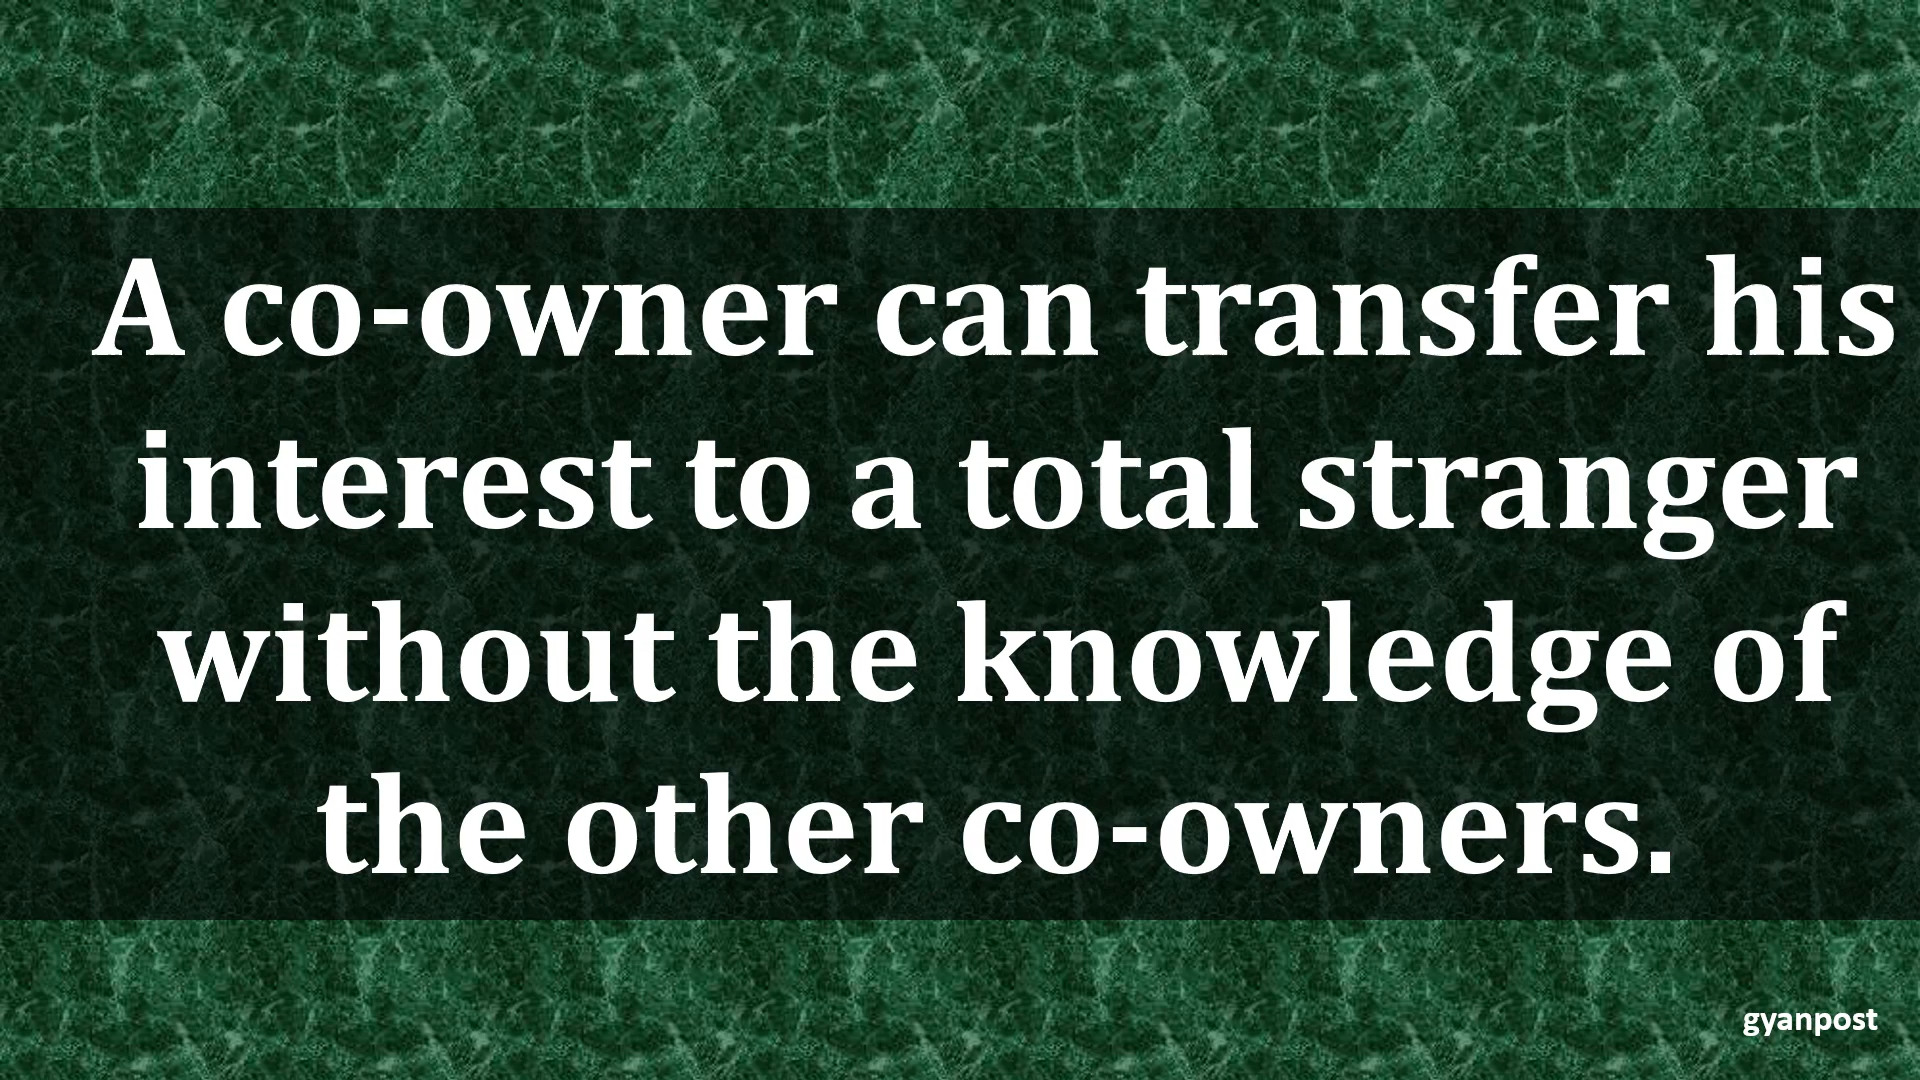 A co-owner can transfer his
interest to a total stranger
without the knowledge of
the other co-owners.
gyanpost